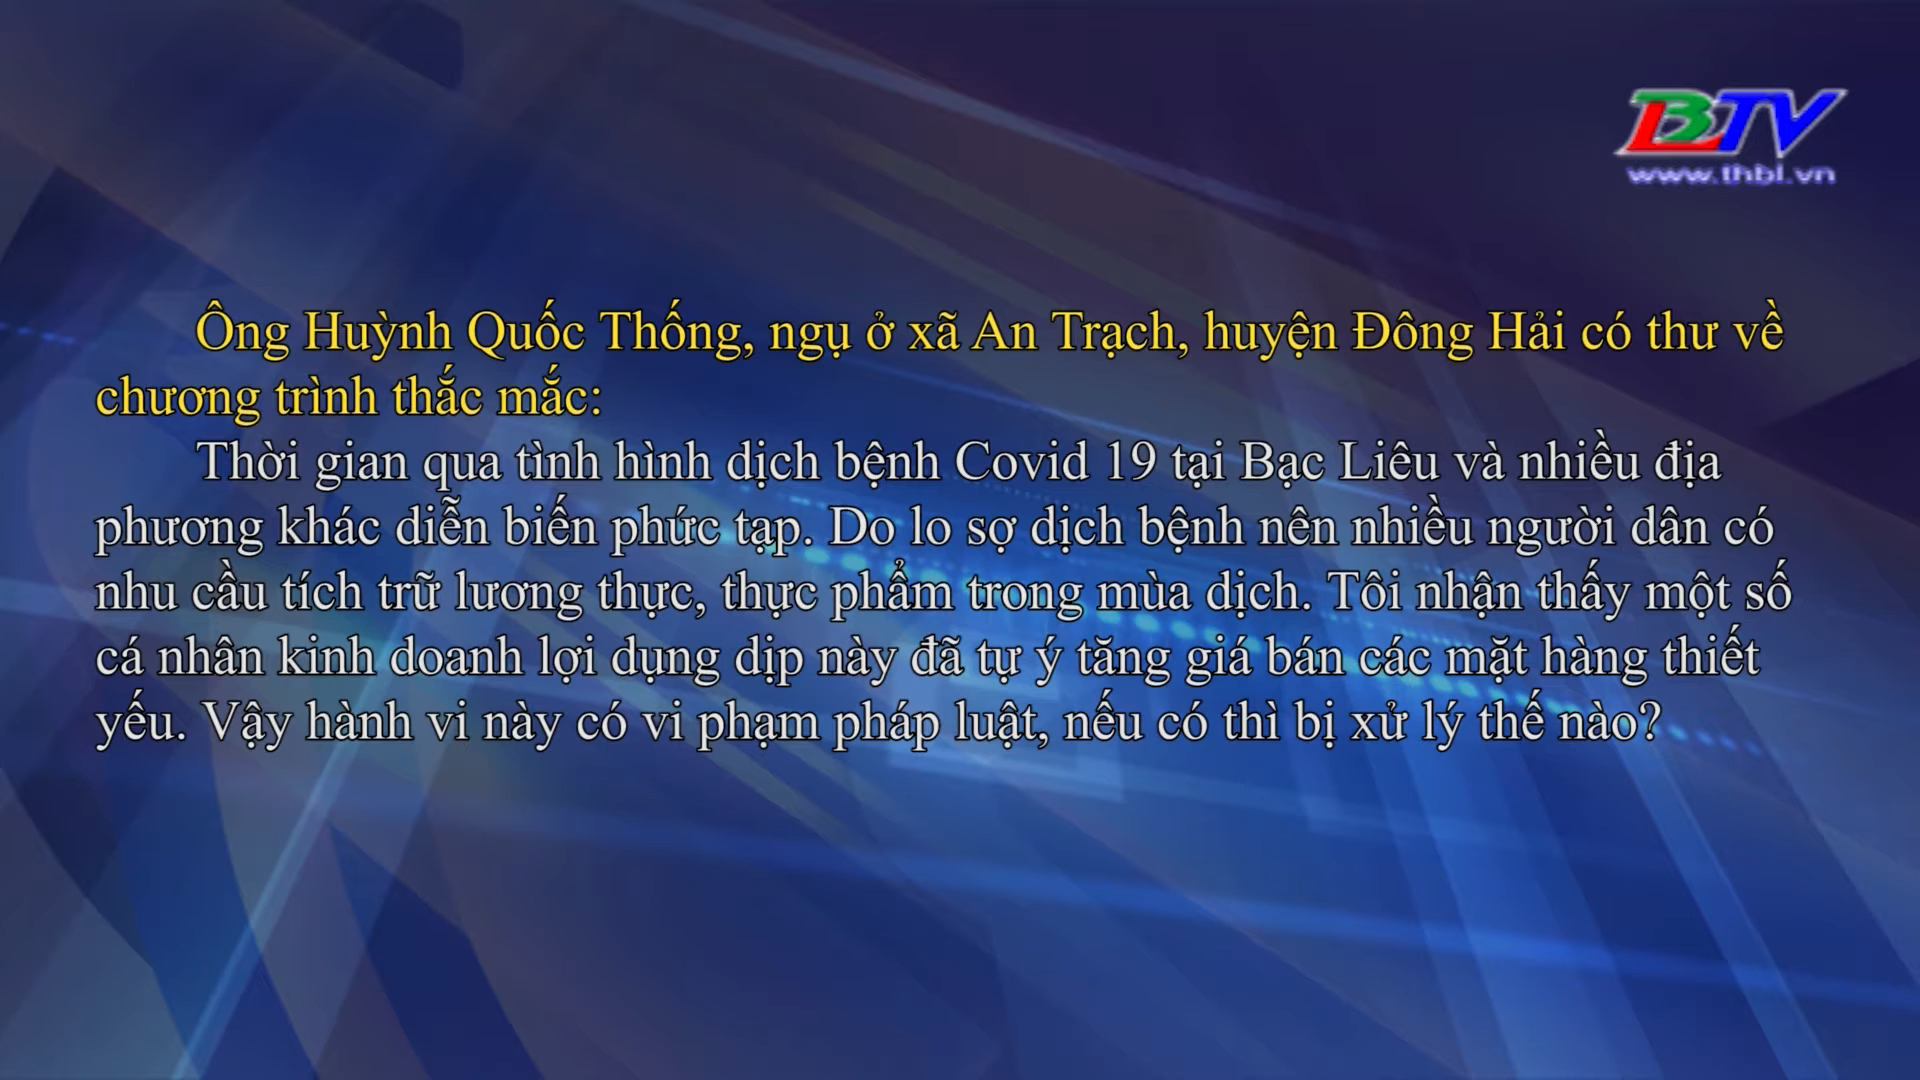 BTV
www.thbl.vn
Ông Huỳnh Quốc Thống, ngụ ở xã An Trạch, huyện Đông Hải có thư về
chương trình thắc mắc:
Thời gian qua tình hình dịch bệnh Covid 19 tại Bạc Liêu và nhiều địa
phương khác diễn biến phức tạp. Do lo sợ dịch bệnh nên nhiều người dân có
nhu cầu tích trữ lương thực, thực phẩm trong mùa dịch. Tôi nhận thấy một số
cá nhân kinh doanh lợi dụng dịp này đã tự ý tăng giá bán các mặt hàng thiết
yếu. Vậy hành vi này có vi phạm pháp luật, nếu có thì bị xử lý thế nào?